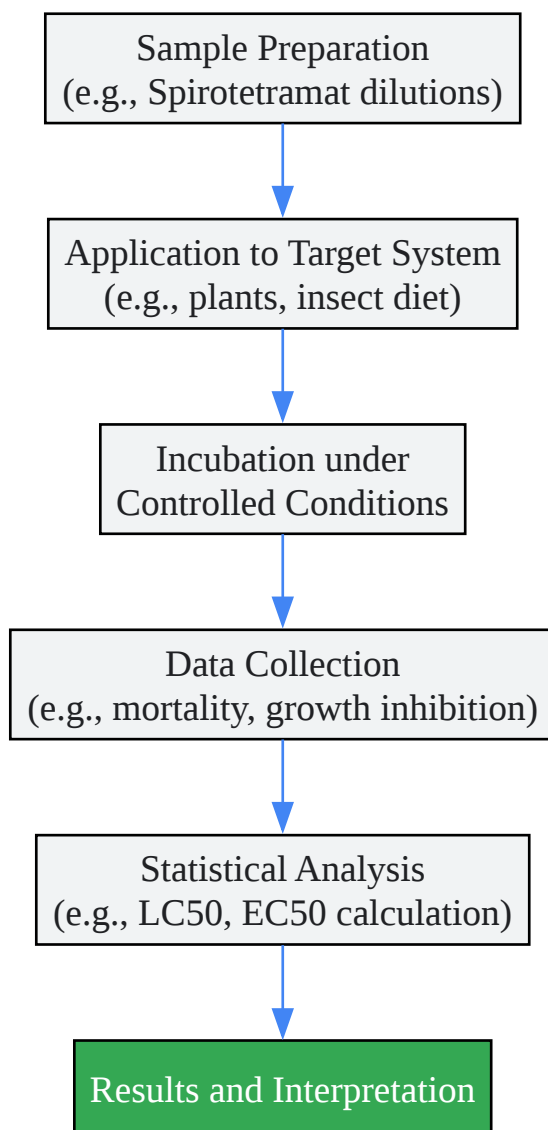 Sample Preparation
(e.g., Spirotetramat dilutions)
Application to Target System
(e.g., plants, insect diet)
Incubation under
Controlled Conditions
Data Collection
(e.g., mortality, growth inhibition)
Statistical Analysis
(e.g., LC50, EC50 calculation)
Results and Interpretation